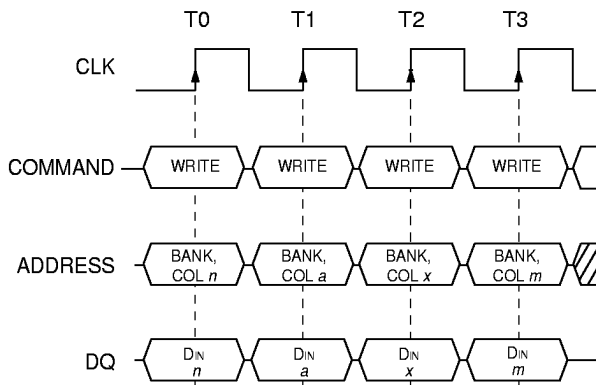 T0 T1 T2 T3
CLK
COMMAND WRITE WRITE WRITE WRITE
ADDRESS BANK, COL n BANK, COL a BANK, COL x BANK, COL m
DQ DIN n DIN a DIN x DIN m